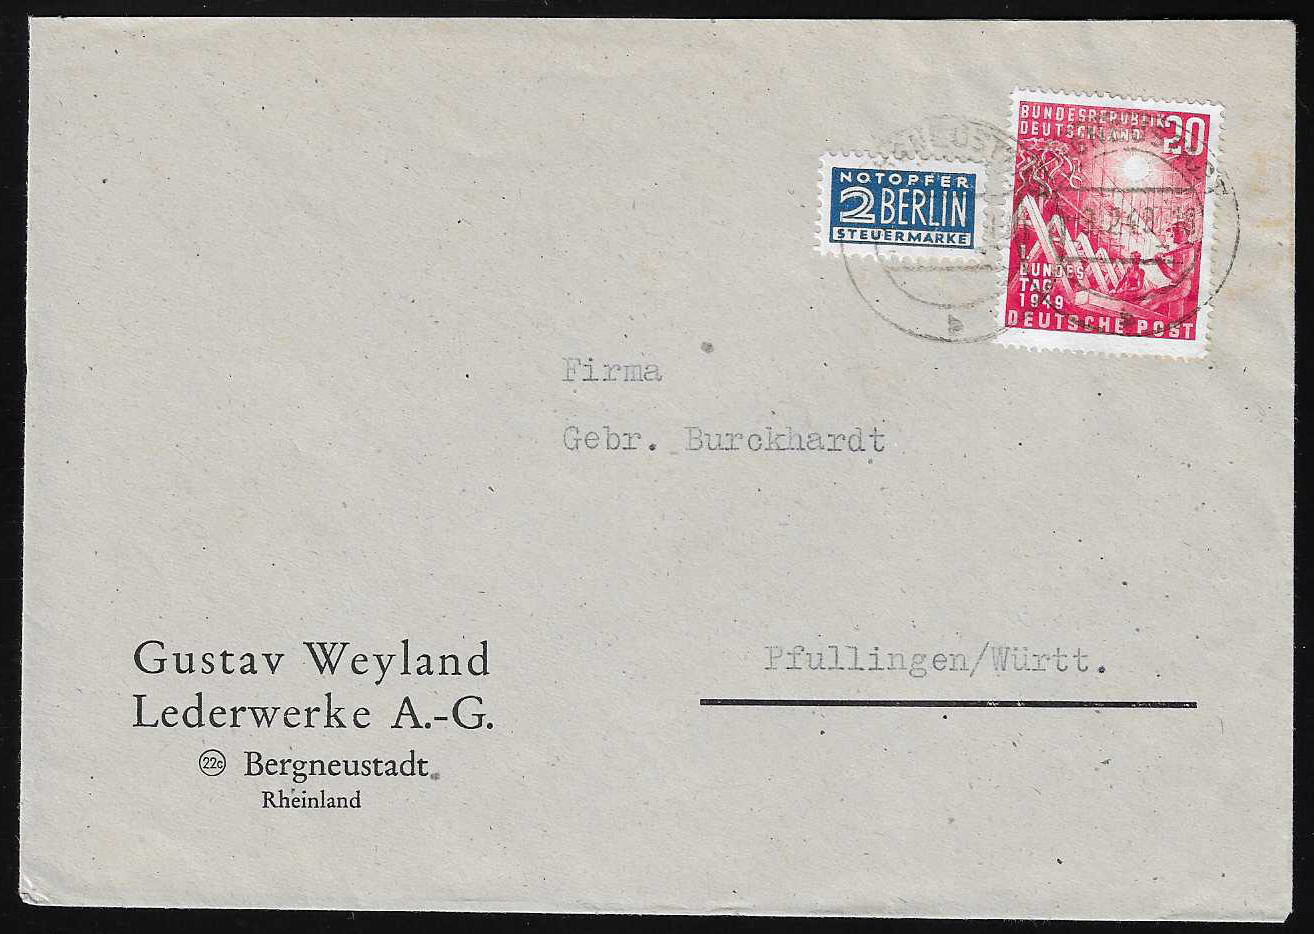 BUNDESREPUBLIK 20
DEUTSCHLAND
NOTOPFER
2 BERLIN
STEUERMARKE
I.
BUNDES
TAG
1949
DEUTSCHE POST
Firma
Gebr. Burckhardt
Pfullingen/Württ.
Gustav Weyland
Lederwerke A.-G.
22c Bergneustadt
Rheinland